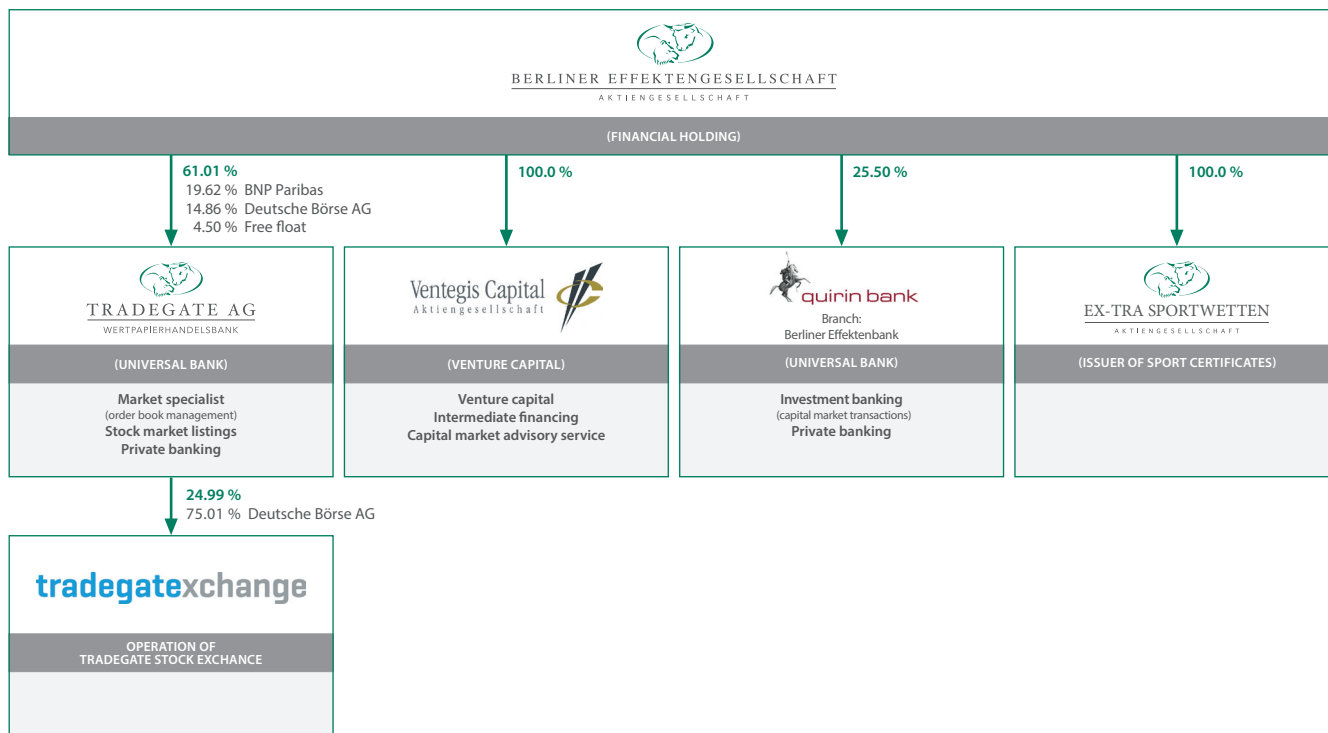 BERLINER EFFEKTENGESELLSCHAFT
AKTIENGESELLSCHAFT
(FINANCIAL HOLDING)
61.01 %
19.62 % BNP Paribas
14.86 % Deutsche Börse AG
4.50 % Free float
100.0 %
25.50 %
100.0 %
TRADEGATE AG
WERTPAPIERHANDELSBANK
(UNIVERSAL BANK)
Market specialist
(order book management)
Stock market listings
Private banking
Ventegis Capital
Aktiengesellschaft
(VENTURE CAPITAL)
Venture capital
Intermediate financing
Capital market advisory service
quirin bank
Branch:
Berliner Effektenbank
(UNIVERSAL BANK)
Investment banking
(capital market transactions)
Private banking
EX-TRA SPORTWETTEN
AKTIENGESELLSCHAFT
(ISSUER OF SPORT CERTIFICATES)
24.99 %
75.01 % Deutsche Börse AG
tradegatexchange
OPERATION OF
TRADEGATE STOCK EXCHANGE